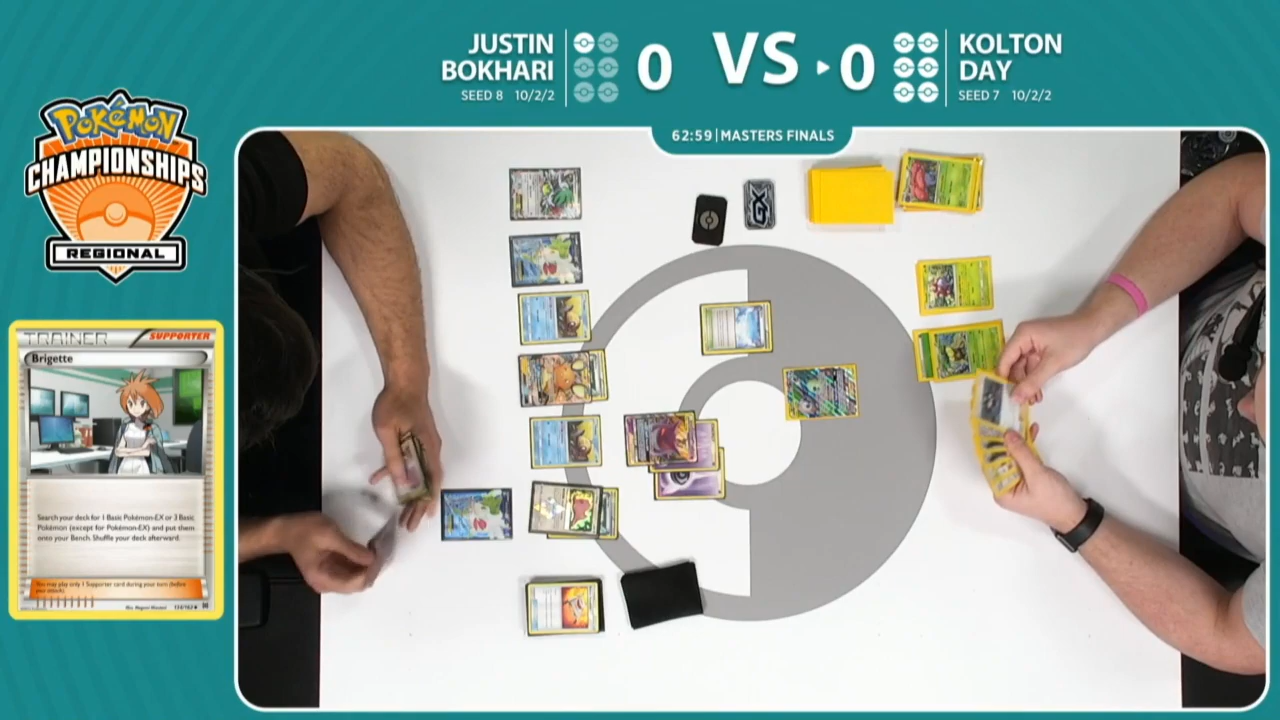 JUSTIN
BOKHARI
SEED 8 10/2/2
0
VS
0
KOLTON
DAY
SEED 7 10/2/2
62:59 | MASTERS FINALS
POKéMON
CHAMPIONSHIPS
REGIONAL
TRAINER
SUPPORTER
Brigette
Search your deck for 1 Basic Pokémon-EX or 3 Basic
Pokémon (except for Pokémon-EX) and put them
onto your Bench. Shuffle your deck afterward.
You may play only 1 Supporter card during your turn (before
your attack).
GX